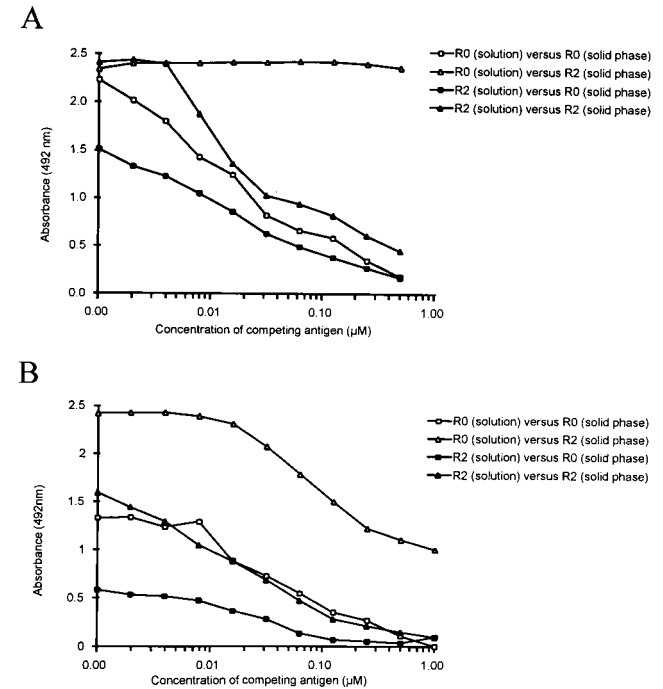 A
2.5
2.0
1.5
1.0
0.5
0.0
Absorbance (492 nm)
0.00 0.01 0.10 1.00
Concentration of competing antigen (µM)
R0 (solution) versus R0 (solid phase)
R0 (solution) versus R2 (solid phase)
R2 (solution) versus R0 (solid phase)
R2 (solution) versus R2 (solid phase)
B
2.5
2
1.5
1
0.5
0
Absorbance (492nm)
0.00 0.01 0.10 1.00
Concentration of competing antigen (µM)
R0 (solution) versus R0 (solid phase)
R0 (solution) versus R2 (solid phase)
R2 (solution) versus R0 (solid phase)
R2 (solution) versus R2 (solid phase)